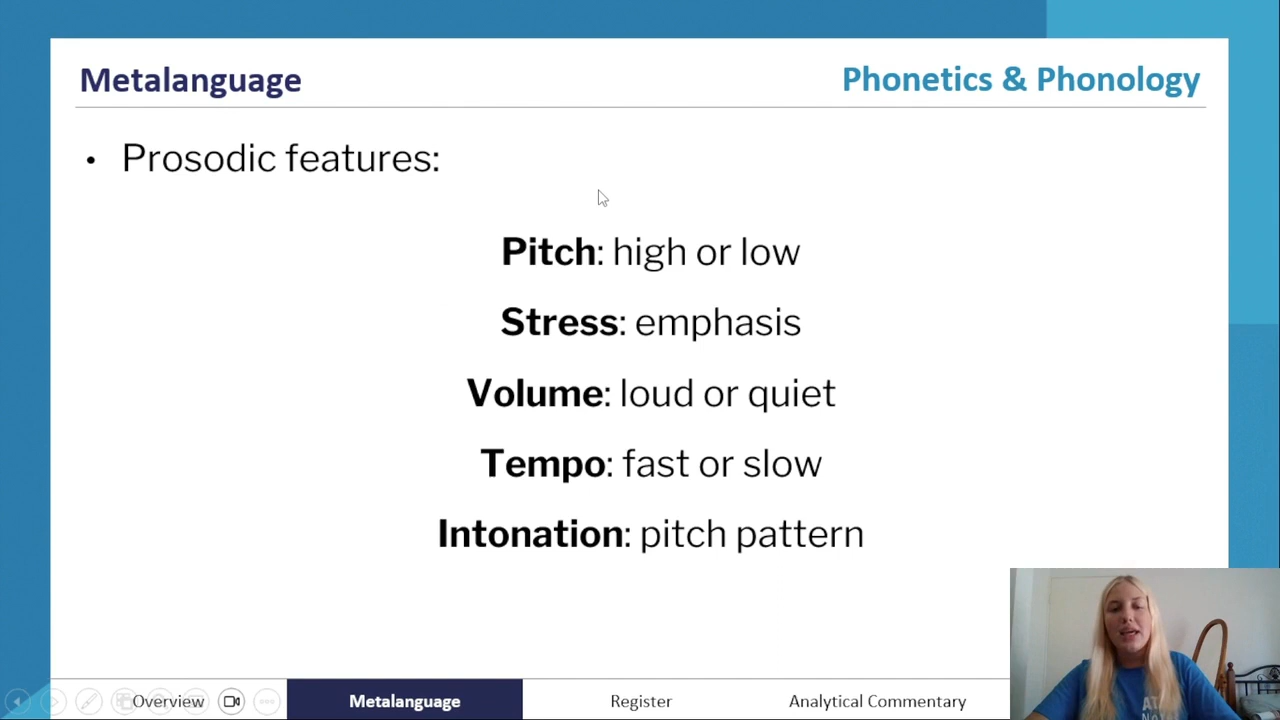 Metalanguage
Phonetics & Phonology
• Prosodic features:
Pitch: high or low
Stress: emphasis
Volume: loud or quiet
Tempo: fast or slow
Intonation: pitch pattern
Overview
Metalanguage
Register
Analytical Commentary